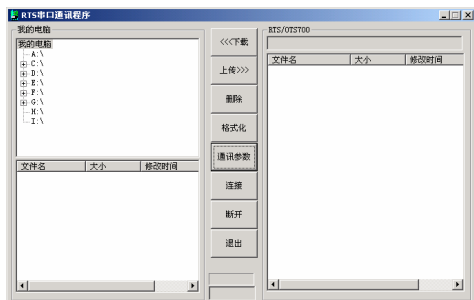 RTS串口通讯程序
我的电脑
我的电脑
A:\
C:\
D:\
E:\
F:\
G:\
H:\
I:\
文件名 大小 修改时间
<<<下载
上传>>>
删除
格式化
通讯参数
连接
断开
退出
RTS/OTS700
文件名 大小 修改时间